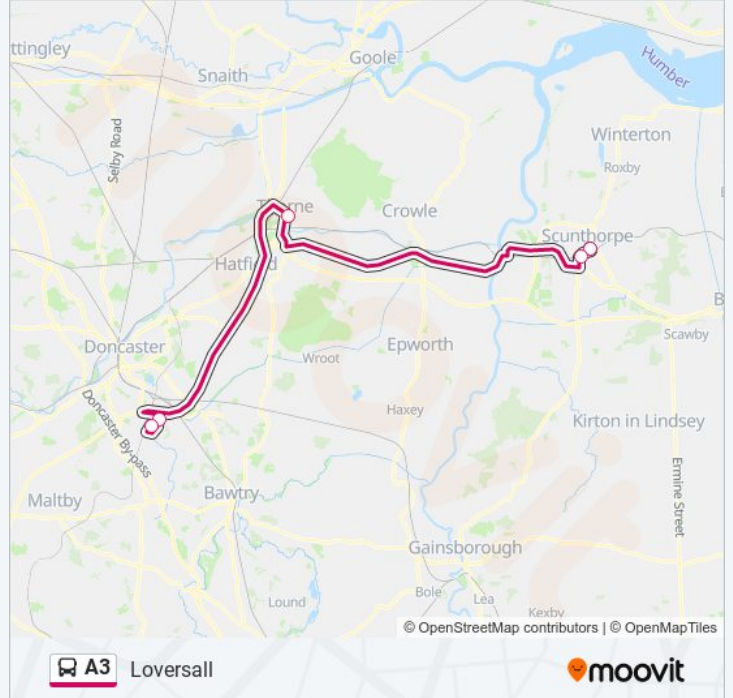 ttingley
Goole
Snaith
Humber
Winterton
Selby Road
Roxby
Thorne
Crowle
Scunthorpe
Hatfield
B
Scawby
Doncaster
Epworth
Wroot
Doncaster By-pass
Haxey
Kirton in Lindsey
Ermine Street
Maltby
Bawtry
Gainsborough
Bole
Lea
Kexby
Lound
© OpenStreetMap contributors | © OpenMapTiles
A3 Loversall
moovit